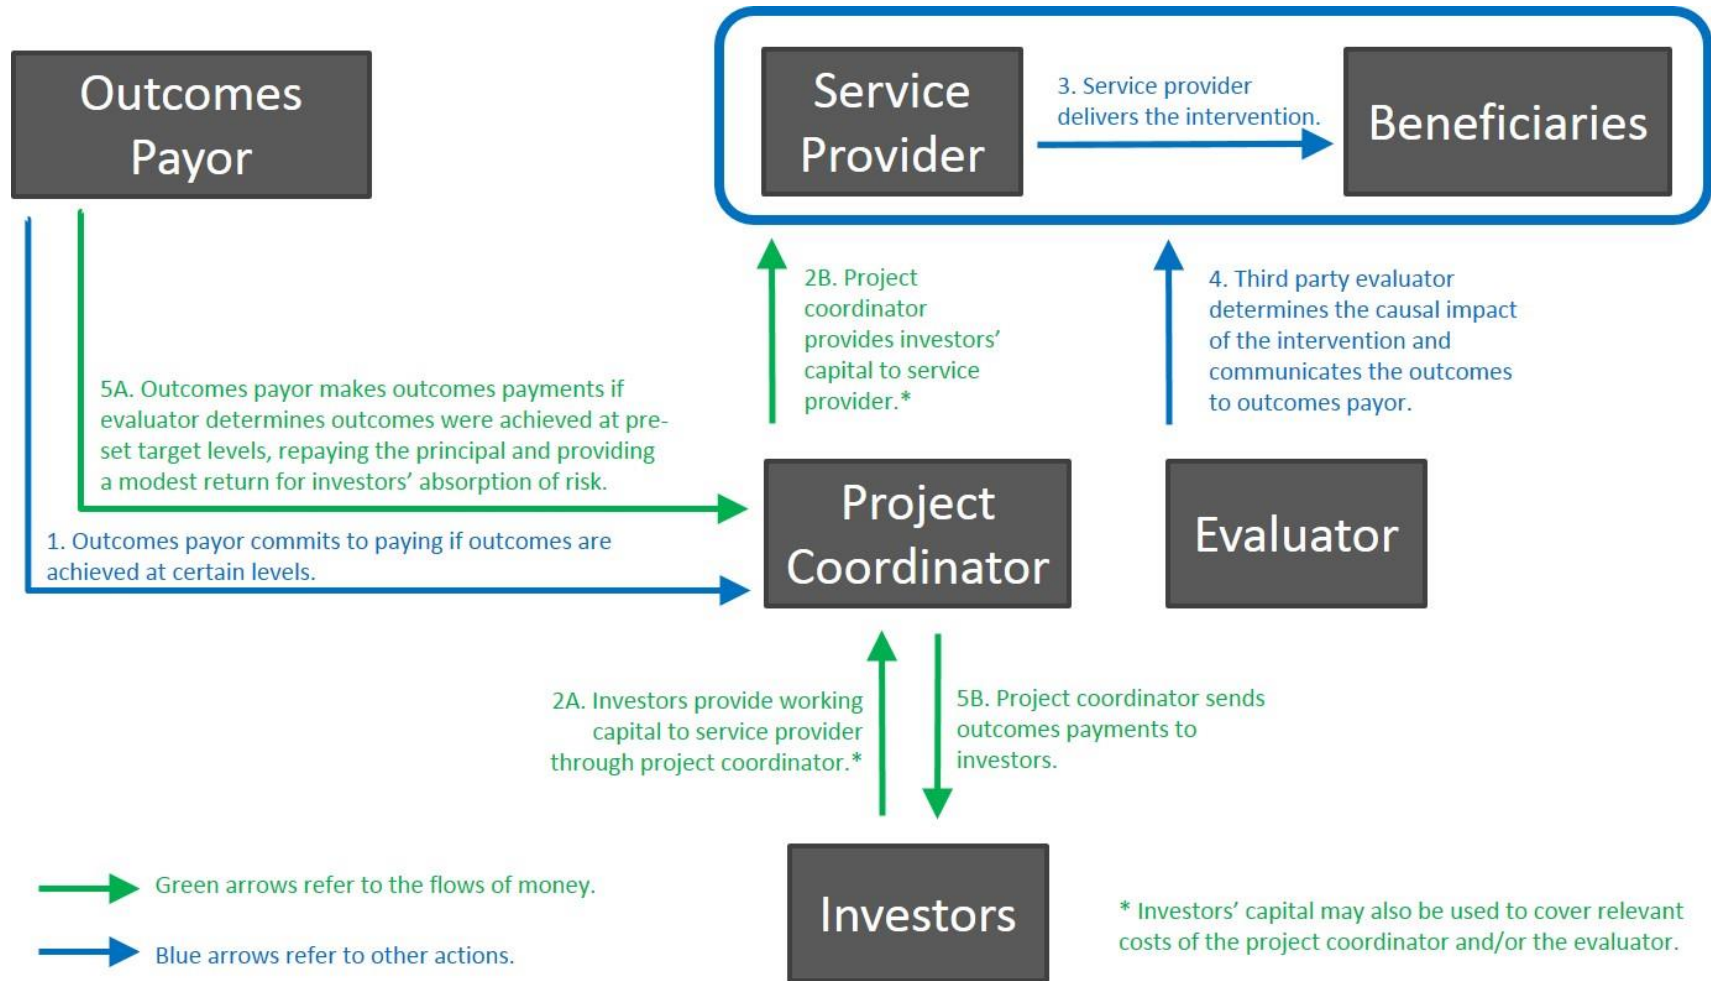 Outcomes
Payor
Service
Provider
3. Service provider
delivers the intervention.
Beneficiaries
2B. Project
coordinator
provides investors’
capital to service
provider.*
4. Third party evaluator
determines the causal impact
of the intervention and
communicates the outcomes
to outcomes payor.
5A. Outcomes payor makes outcomes payments if
evaluator determines outcomes were achieved at pre-
set target levels, repaying the principal and providing
a modest return for investors’ absorption of risk.
1. Outcomes payor commits to paying if outcomes are
achieved at certain levels.
Project
Coordinator
Evaluator
2A. Investors provide working
capital to service provider
through project coordinator.*
5B. Project coordinator sends
outcomes payments to
investors.
Green arrows refer to the flows of money.
Blue arrows refer to other actions.
Investors
* Investors’ capital may also be used to cover relevant
costs of the project coordinator and/or the evaluator.